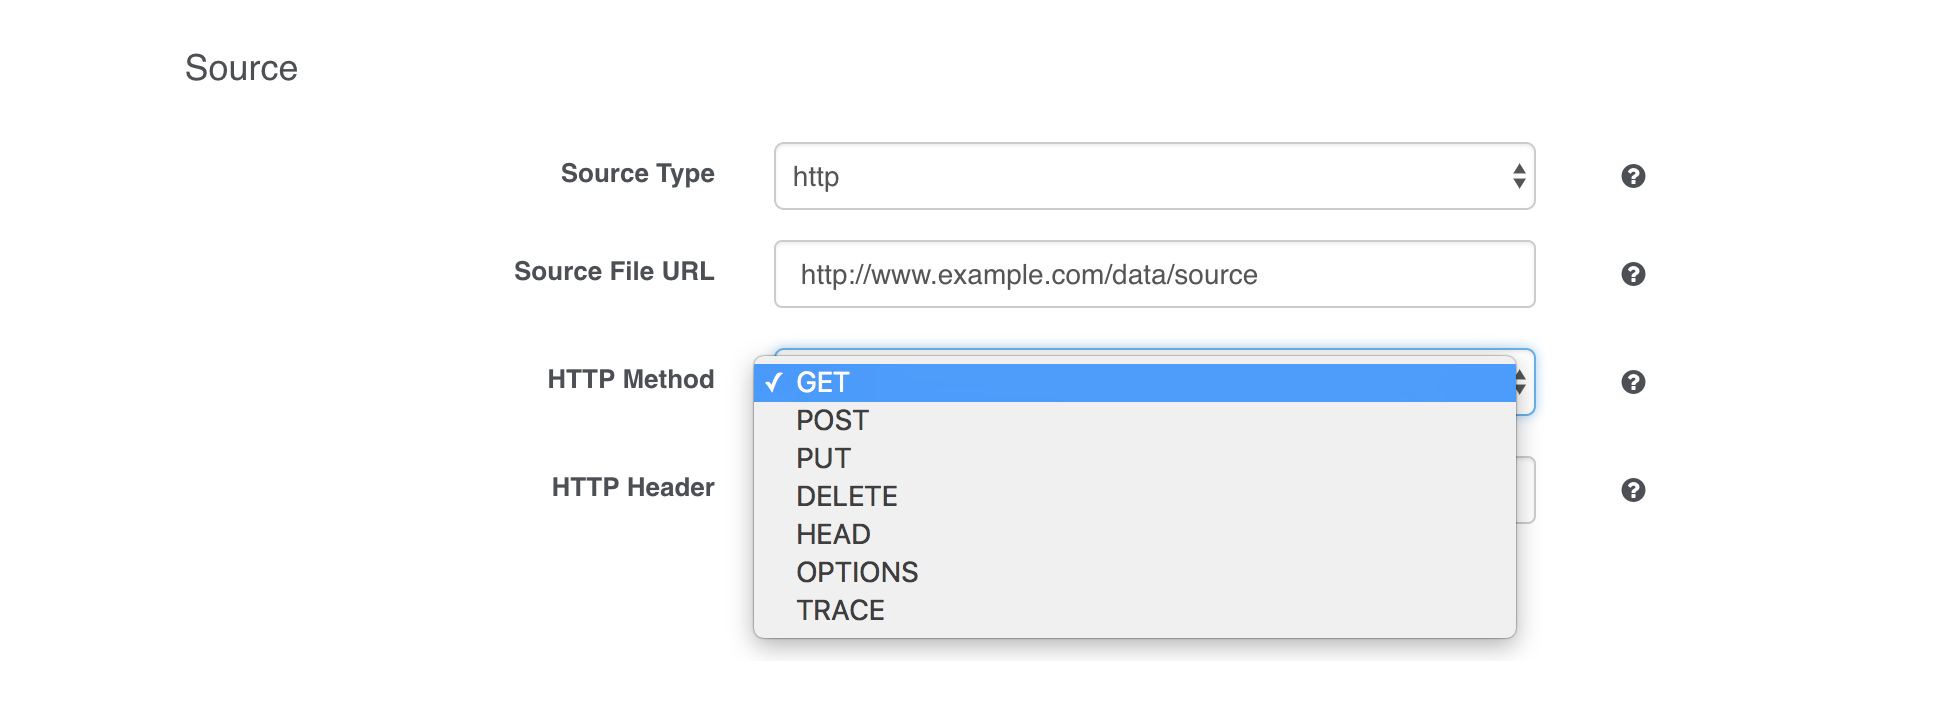 Source
Source Type
http
Source File URL
http://www.example.com/data/source
HTTP Method
GET
POST
PUT
DELETE
HEAD
OPTIONS
TRACE
HTTP Header